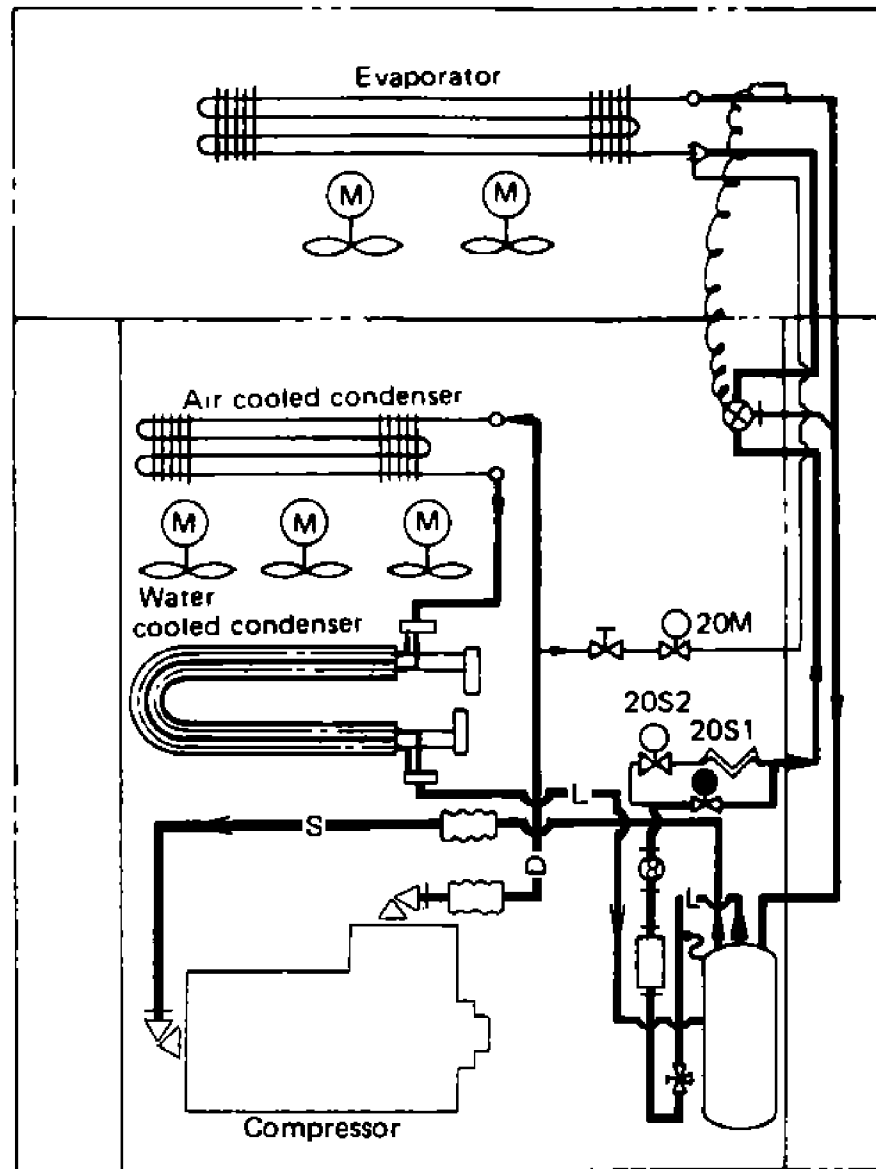 Evaporator
M M
Air cooled condenser
M M M
Water
cooled condenser
20M
20S2
20S1
L
S
D
L
Compressor